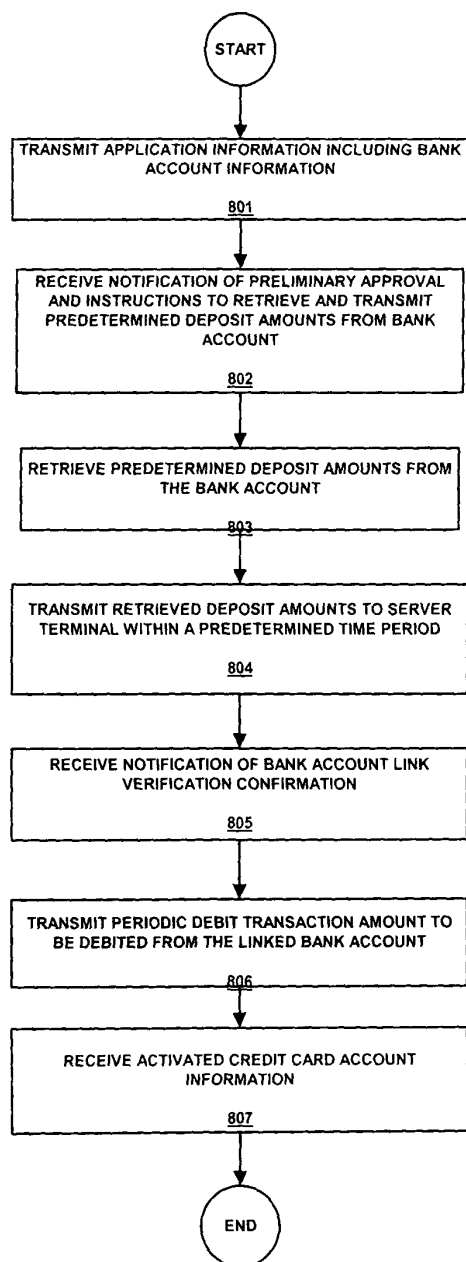 START
TRANSMIT APPLICATION INFORMATION INCLUDING BANK
ACCOUNT INFORMATION
801
RECEIVE NOTIFICATION OF PRELIMINARY APPROVAL
AND INSTRUCTIONS TO RETRIEVE AND TRANSMIT
PREDETERMINED DEPOSIT AMOUNTS FROM BANK
ACCOUNT
802
RETRIEVE PREDETERMINED DEPOSIT AMOUNTS FROM
THE BANK ACCOUNT
803
TRANSMIT RETRIEVED DEPOSIT AMOUNTS TO SERVER
TERMINAL WITHIN A PREDETERMINED TIME PERIOD
804
RECEIVE NOTIFICATION OF BANK ACCOUNT LINK
VERIFICATION CONFIRMATION
805
TRANSMIT PERIODIC DEBIT TRANSACTION AMOUNT TO
BE DEBITED FROM THE LINKED BANK ACCOUNT
806
RECEIVE ACTIVATED CREDIT CARD ACCOUNT
INFORMATION
807
END